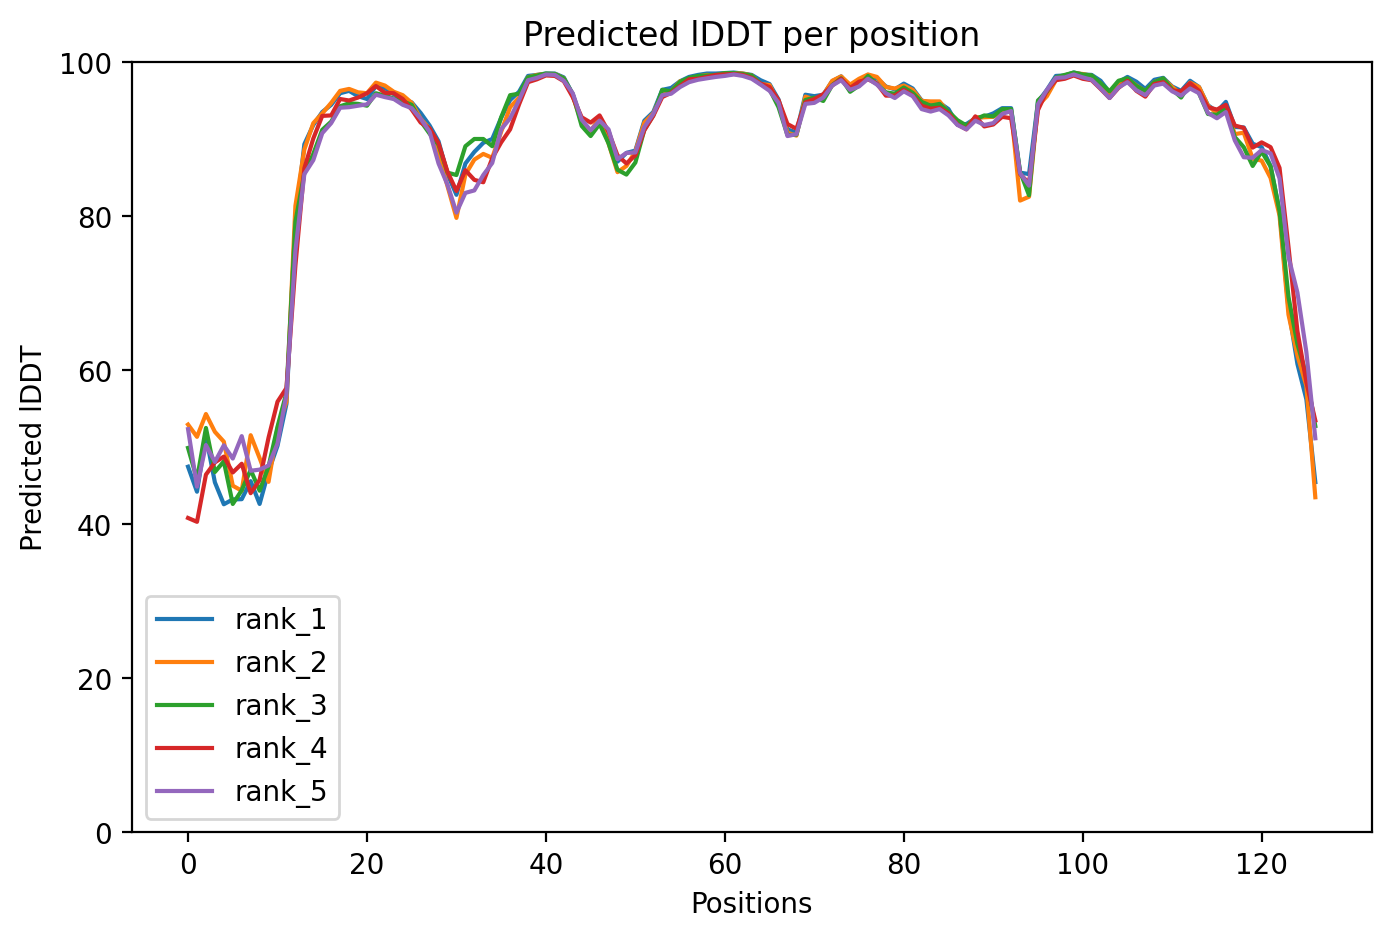 Predicted lDDT per position
Predicted lDDT
100
80
60
40
20
0
rank_1
rank_2
rank_3
rank_4
rank_5
0 20 40 60 80 100 120
Positions